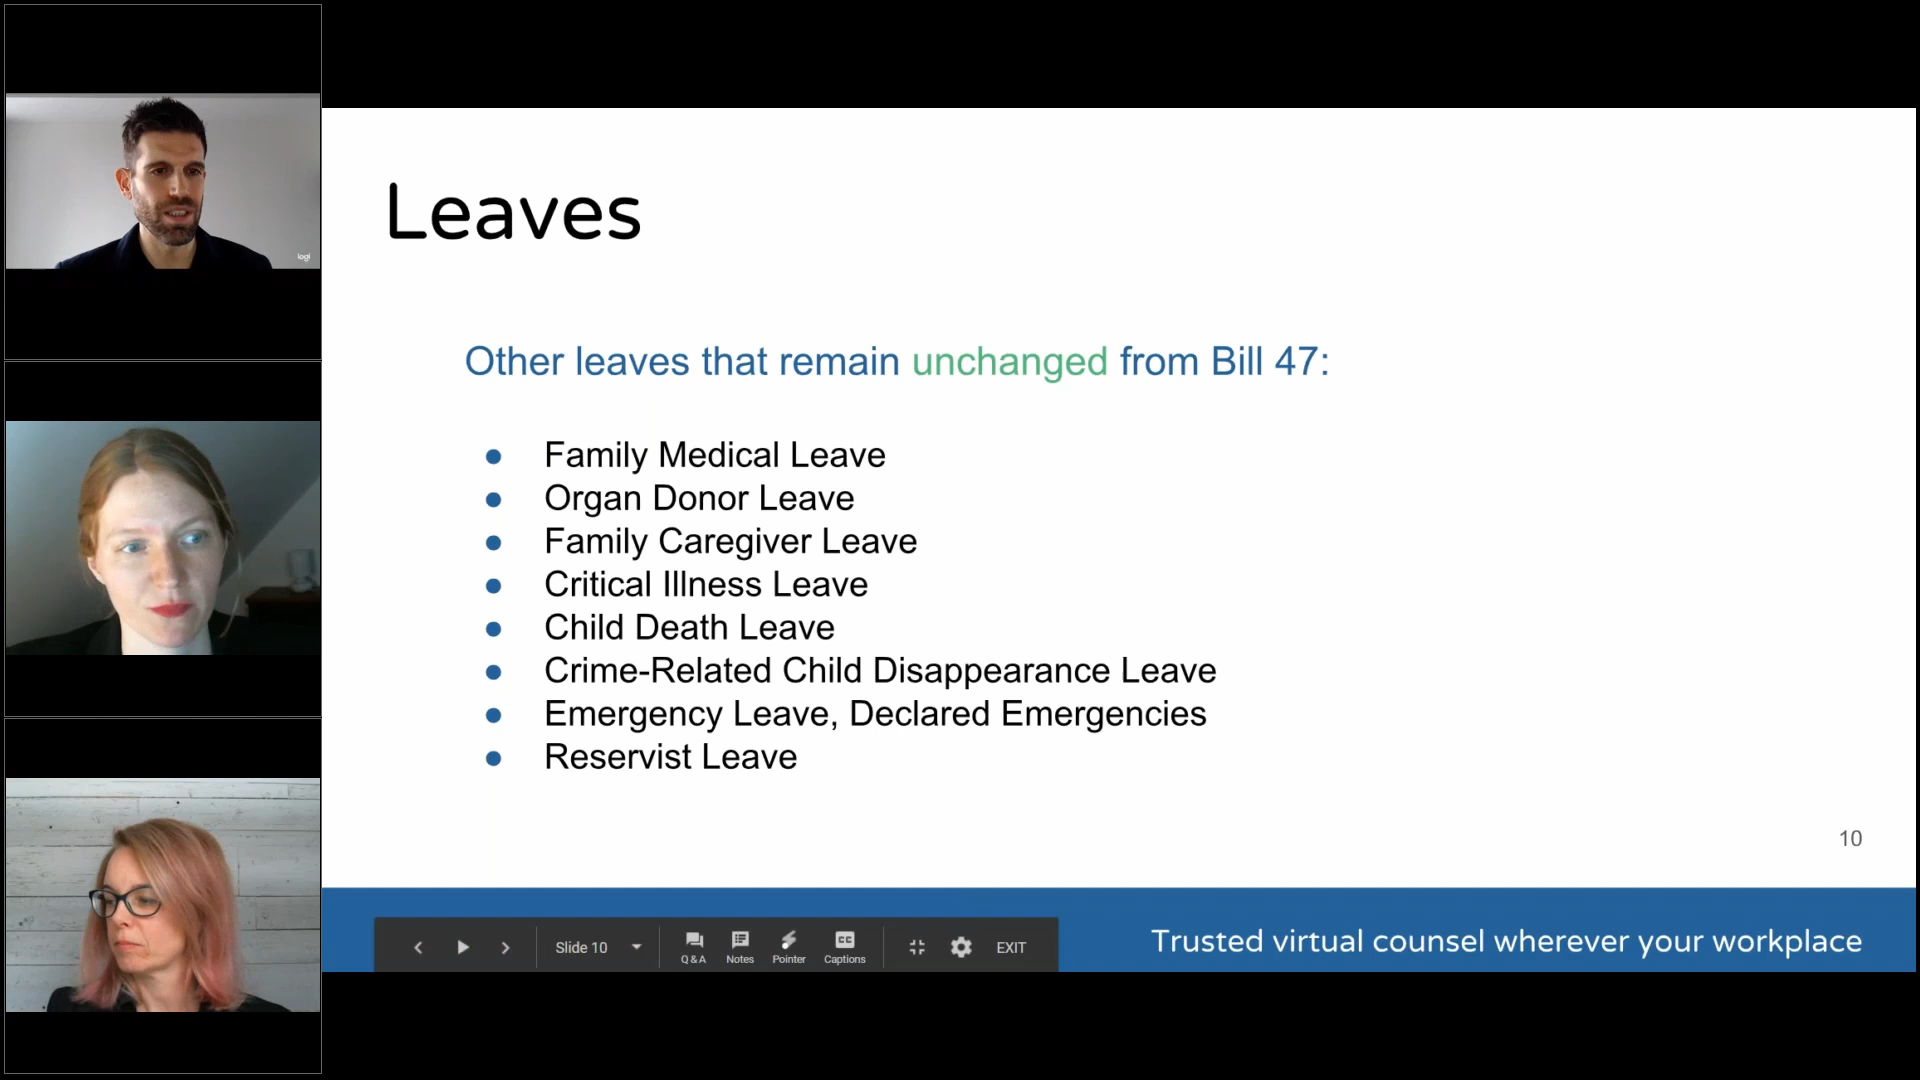 logi
Leaves
Other leaves that remain unchanged from Bill 47:
● Family Medical Leave
● Organ Donor Leave
● Family Caregiver Leave
● Critical Illness Leave
● Child Death Leave
● Crime-Related Child Disappearance Leave
● Emergency Leave, Declared Emergencies
● Reservist Leave
10
Slide 10
Q & A
Notes
Pointer
CC
Captions
EXIT
Trusted virtual counsel wherever your workplace